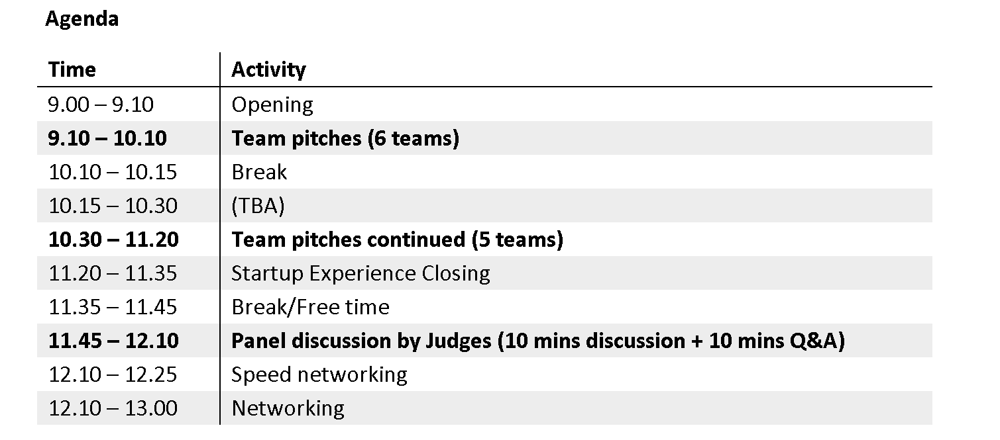 Agenda
Time Activity
9.00 – 9.10 Opening
9.10 – 10.10 Team pitches (6 teams)
10.10 – 10.15 Break
10.15 – 10.30 (TBA)
10.30 – 11.20 Team pitches continued (5 teams)
11.20 – 11.35 Startup Experience Closing
11.35 – 11.45 Break/Free time
11.45 – 12.10 Panel discussion by Judges (10 mins discussion + 10 mins Q&A)
12.10 – 12.25 Speed networking
12.10 – 13.00 Networking